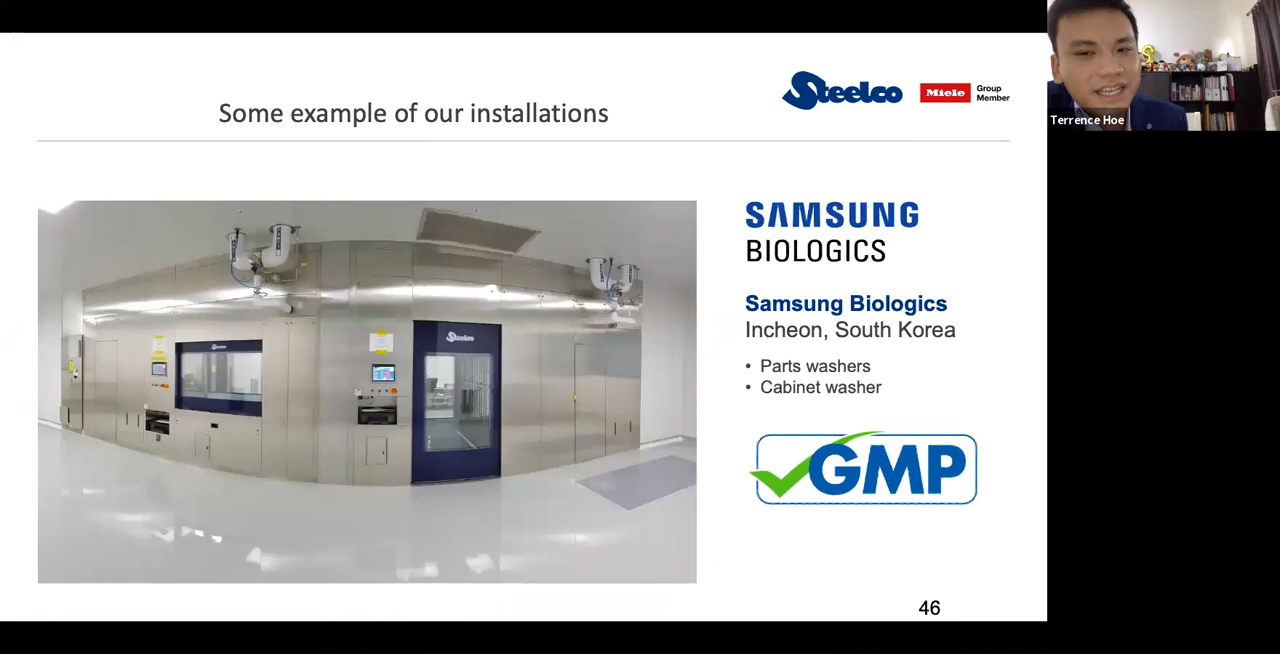 Some example of our installations
Steelco
Miele
Group
Member
Terrence Hoe
SAMSUNG
BIOLOGICS
Samsung Biologics
Incheon, South Korea
• Parts washers
• Cabinet washer
Steelco
GMP
46